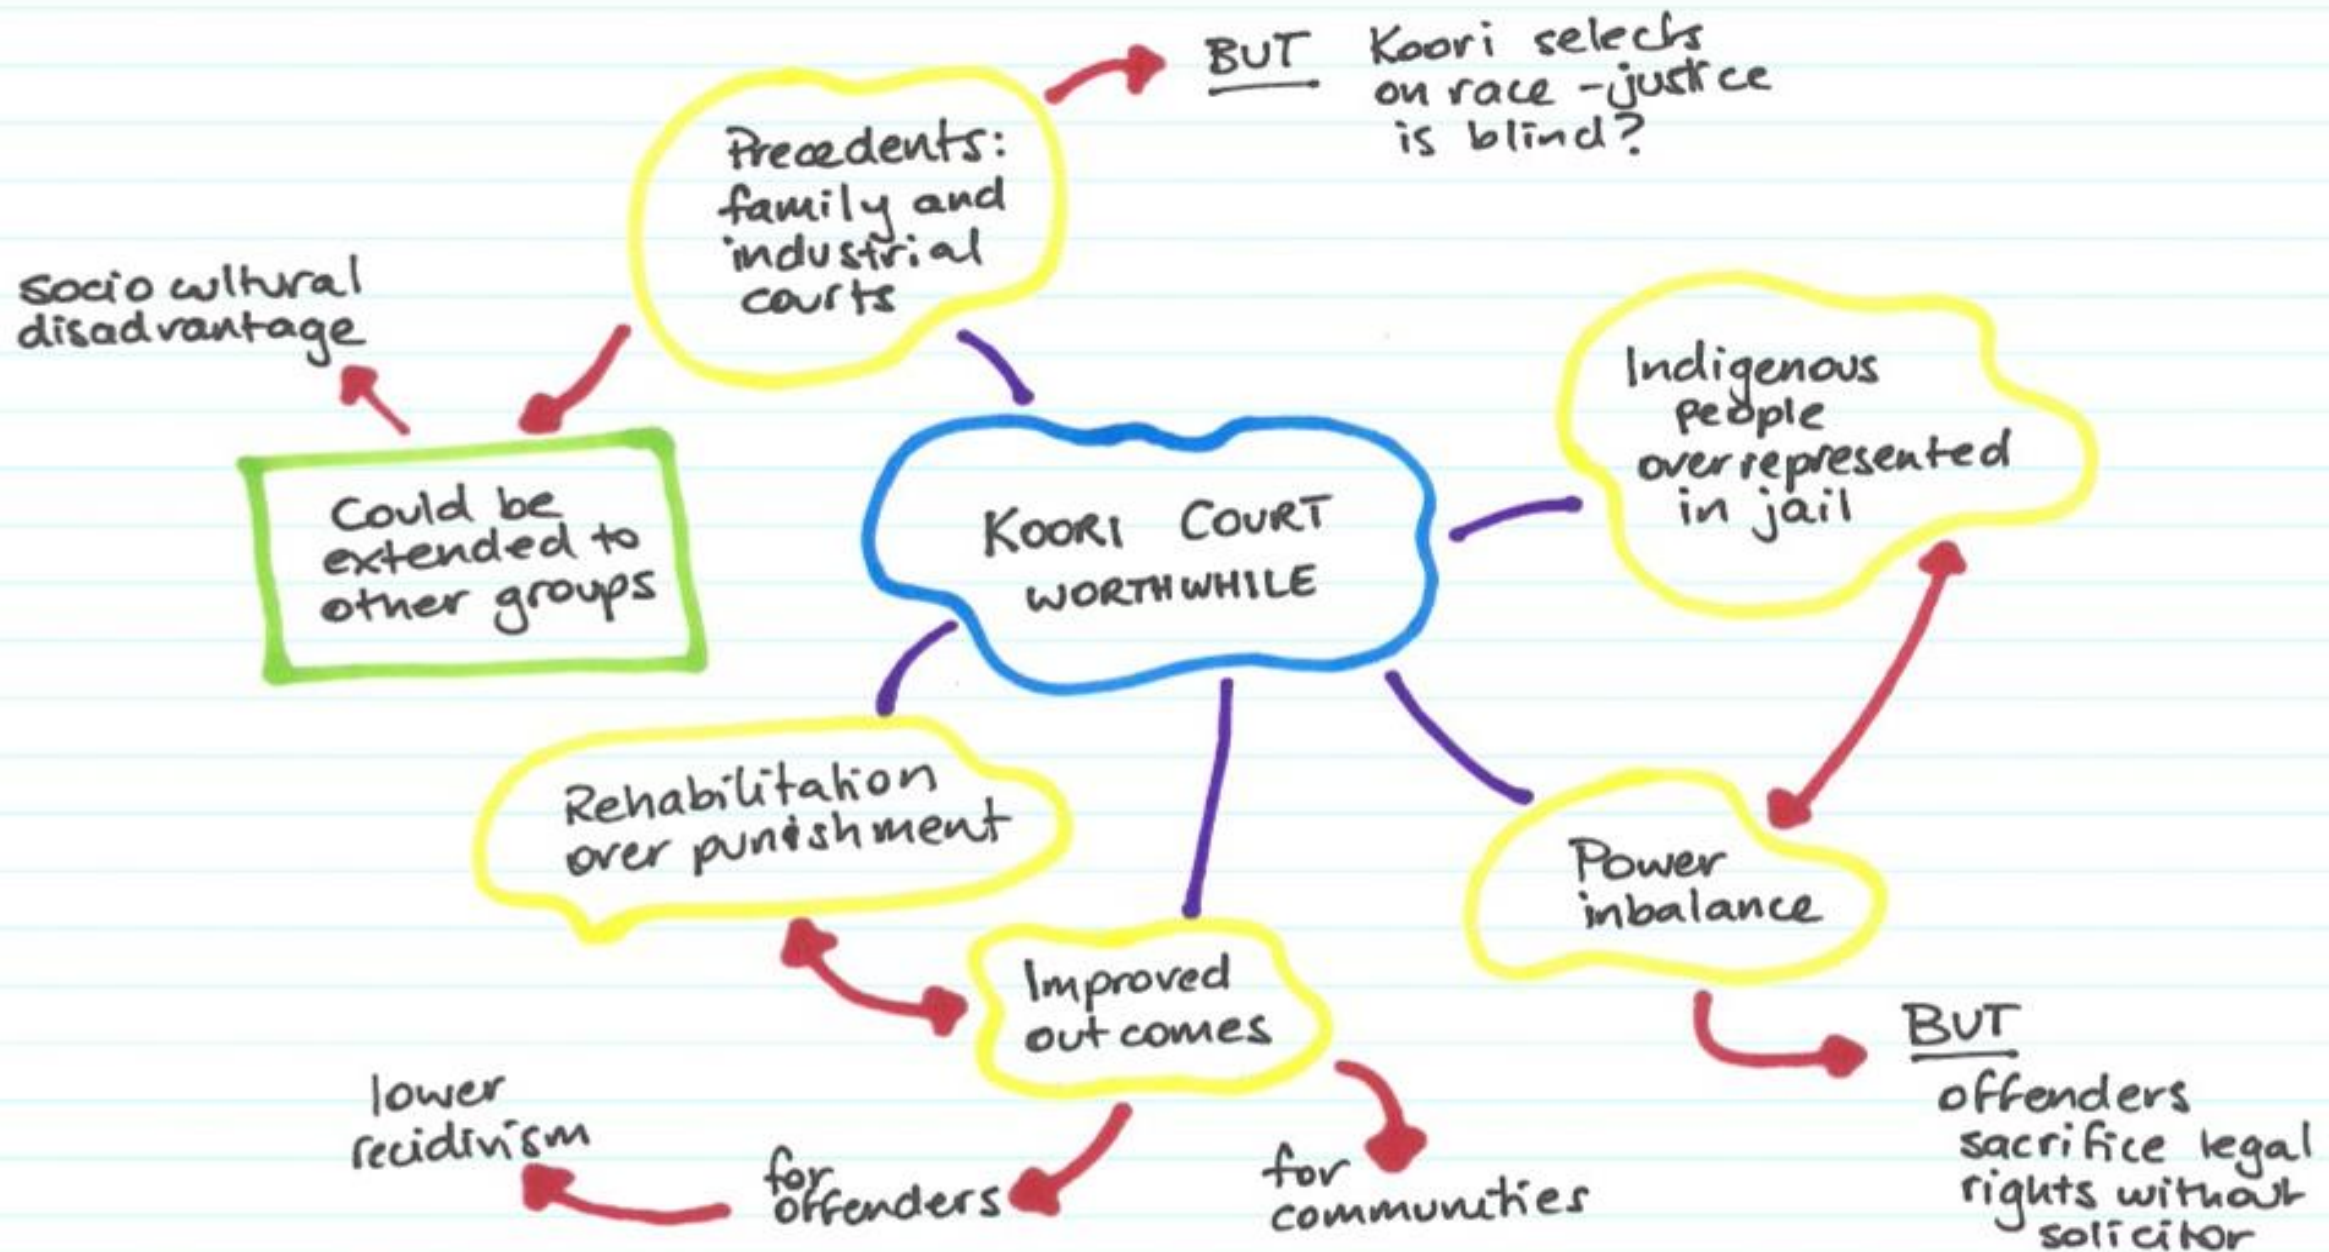 BUT Koori selects
on race - justice
is blind?
Precedents:
family and
industrial
courts
socio cultural
disadvantage
Indigenous
people
overrepresented
in jail
Could be
extended to
other groups
KOORI COURT
WORTHWHILE
Rehabilitation
over punishment
Power
inbalance
Improved
outcomes
BUT
offenders
sacrifice legal
rights without
solicitor
lower
recidivism
for
offenders
for
communities